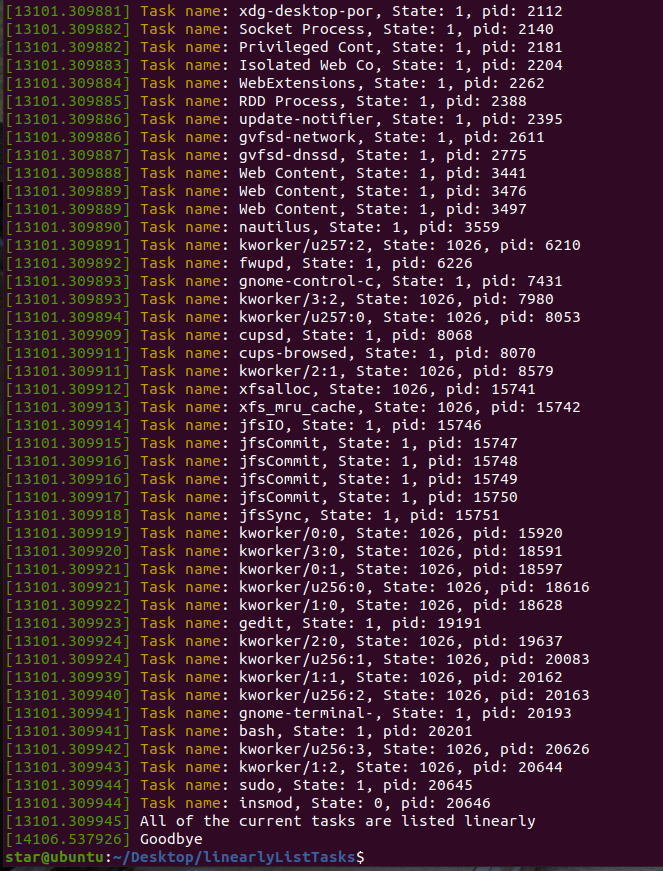 [13101.309881] Task name: xdg-desktop-por, State: 1, pid: 2112
[13101.309882] Task name: Socket Process, State: 1, pid: 2140
[13101.309882] Task name: Privileged Cont, State: 1, pid: 2181
[13101.309883] Task name: Isolated Web Co, State: 1, pid: 2204
[13101.309884] Task name: WebExtensions, State: 1, pid: 2262
[13101.309885] Task name: RDD Process, State: 1, pid: 2388
[13101.309886] Task name: update-notifier, State: 1, pid: 2395
[13101.309886] Task name: gvfsd-network, State: 1, pid: 2611
[13101.309887] Task name: gvfsd-dnssd, State: 1, pid: 2775
[13101.309888] Task name: Web Content, State: 1, pid: 3441
[13101.309889] Task name: Web Content, State: 1, pid: 3476
[13101.309889] Task name: Web Content, State: 1, pid: 3497
[13101.309890] Task name: nautilus, State: 1, pid: 3559
[13101.309891] Task name: kworker/u257:2, State: 1026, pid: 6210
[13101.309892] Task name: fwupd, State: 1, pid: 6226
[13101.309893] Task name: gnome-control-c, State: 1, pid: 7431
[13101.309893] Task name: kworker/3:2, State: 1026, pid: 7980
[13101.309894] Task name: kworker/u257:0, State: 1026, pid: 8053
[13101.309909] Task name: cupsd, State: 1, pid: 8068
[13101.309911] Task name: cups-browsed, State: 1, pid: 8070
[13101.309911] Task name: kworker/2:1, State: 1026, pid: 8579
[13101.309912] Task name: xfsalloc, State: 1026, pid: 15741
[13101.309913] Task name: xfs_mru_cache, State: 1026, pid: 15742
[13101.309914] Task name: jfsIO, State: 1, pid: 15746
[13101.309915] Task name: jfsCommit, State: 1, pid: 15747
[13101.309916] Task name: jfsCommit, State: 1, pid: 15748
[13101.309916] Task name: jfsCommit, State: 1, pid: 15749
[13101.309917] Task name: jfsCommit, State: 1, pid: 15750
[13101.309918] Task name: jfsSync, State: 1, pid: 15751
[13101.309919] Task name: kworker/0:0, State: 1026, pid: 15920
[13101.309920] Task name: kworker/3:0, State: 1026, pid: 18591
[13101.309921] Task name: kworker/0:1, State: 1026, pid: 18597
[13101.309921] Task name: kworker/u256:0, State: 1026, pid: 18616
[13101.309922] Task name: kworker/1:0, State: 1026, pid: 18628
[13101.309923] Task name: gedit, State: 1, pid: 19191
[13101.309924] Task name: kworker/2:0, State: 1026, pid: 19637
[13101.309924] Task name: kworker/u256:1, State: 1026, pid: 20083
[13101.309939] Task name: kworker/1:1, State: 1026, pid: 20162
[13101.309940] Task name: kworker/u256:2, State: 1026, pid: 20163
[13101.309941] Task name: gnome-terminal-, State: 1, pid: 20193
[13101.309941] Task name: bash, State: 1, pid: 20201
[13101.309942] Task name: kworker/u256:3, State: 1026, pid: 20626
[13101.309943] Task name: kworker/1:2, State: 1026, pid: 20644
[13101.309944] Task name: sudo, State: 1, pid: 20645
[13101.309944] Task name: insmod, State: 0, pid: 20646
[13101.309945] All of the current tasks are listed linearly
[14106.537926] Goodbye
star@ubuntu:~/Desktop/linearlyListTasks$